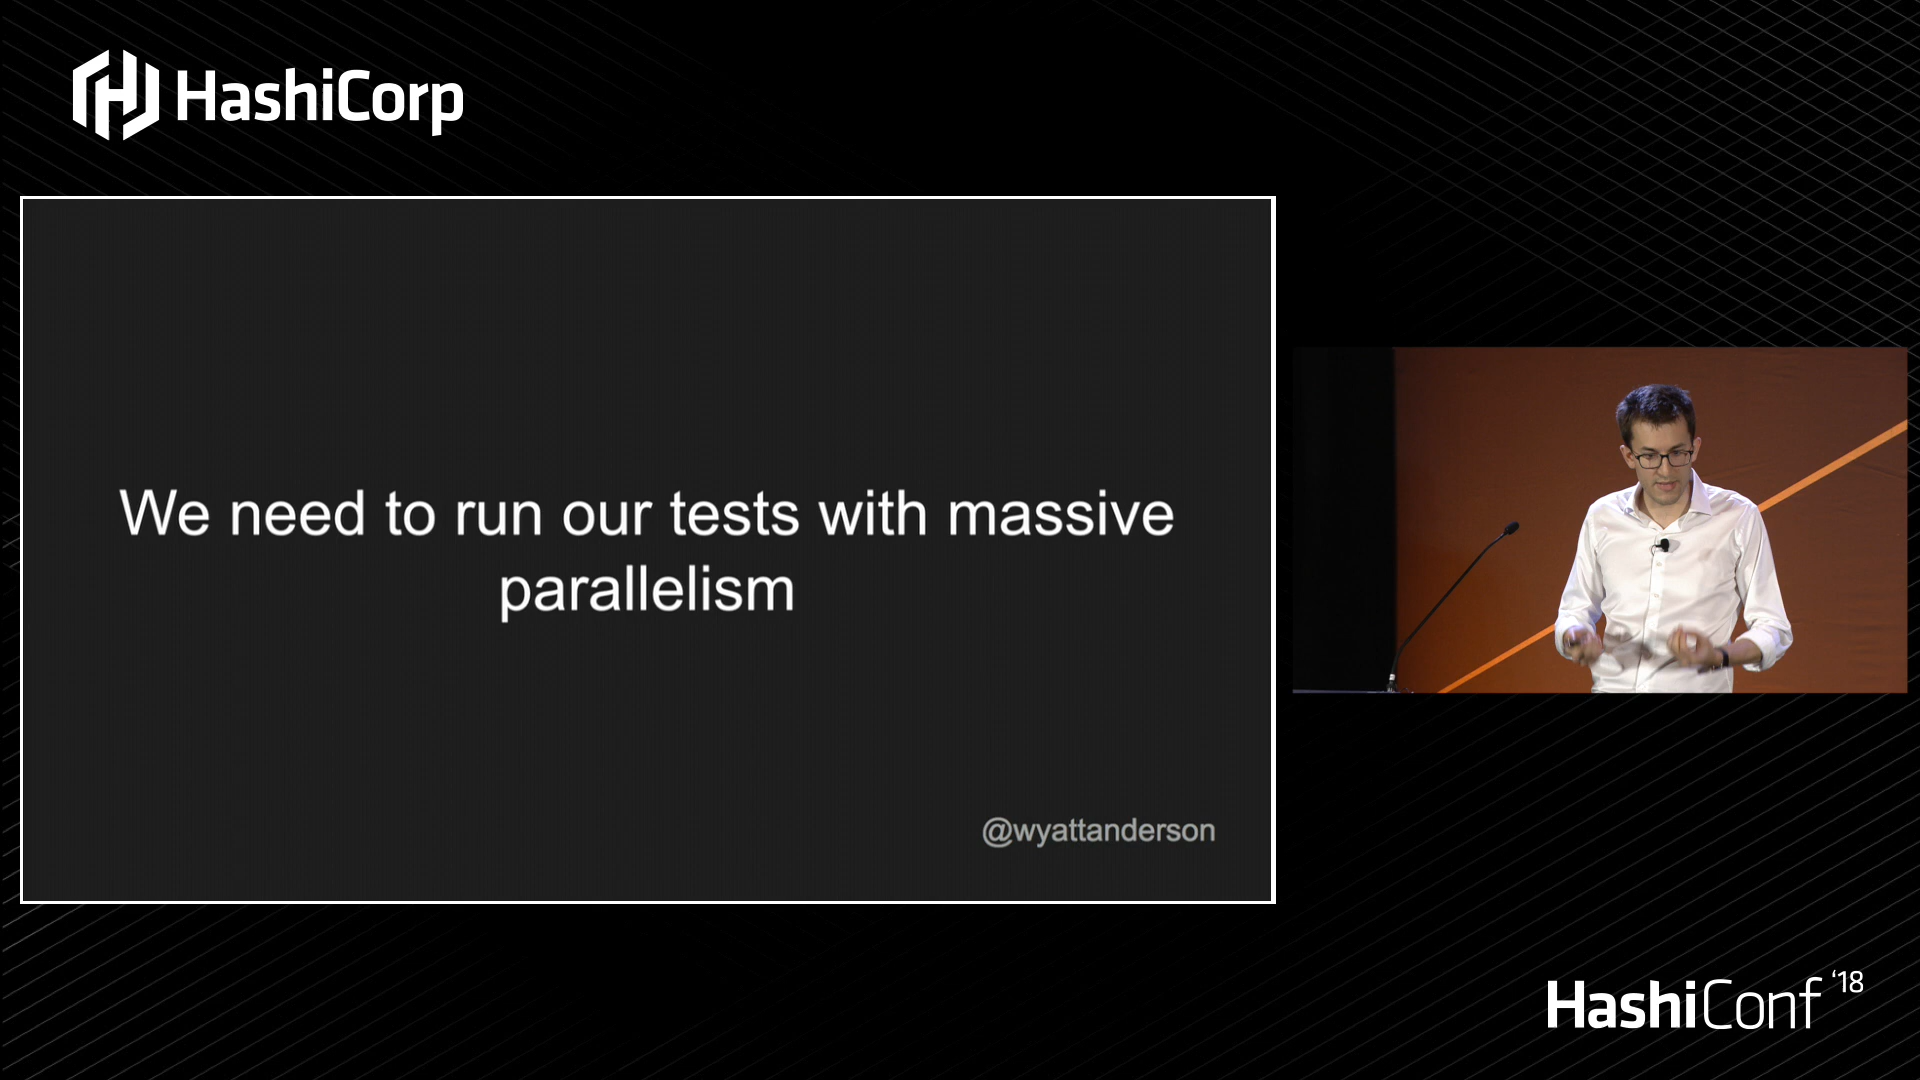 HashiCorp
We need to run our tests with massive
parallelism
@wyattanderson
HashiConf '18